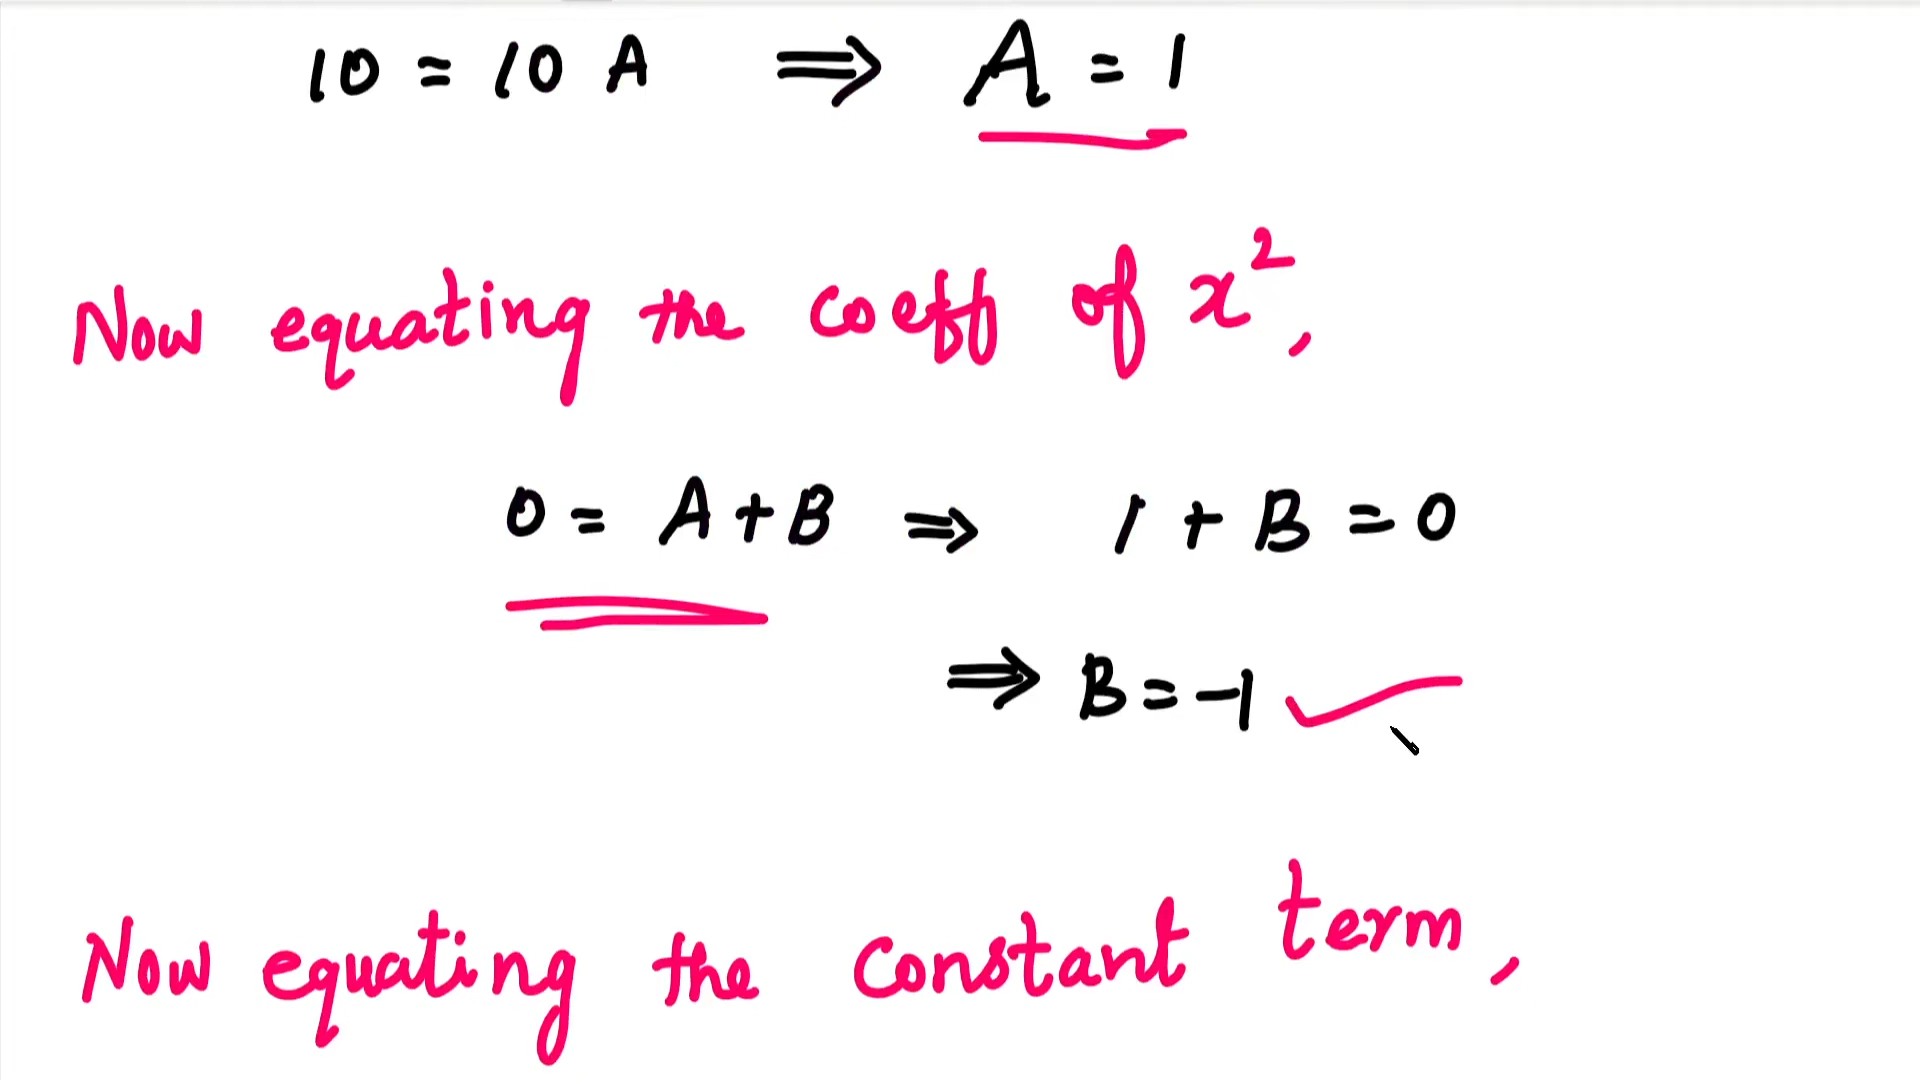 10 = 10 A ⇒ A = 1
Now equating the coeff of x²,
0 = A + B ⇒ 1 + B = 0
⇒ B = -1
Now equating the constant term,